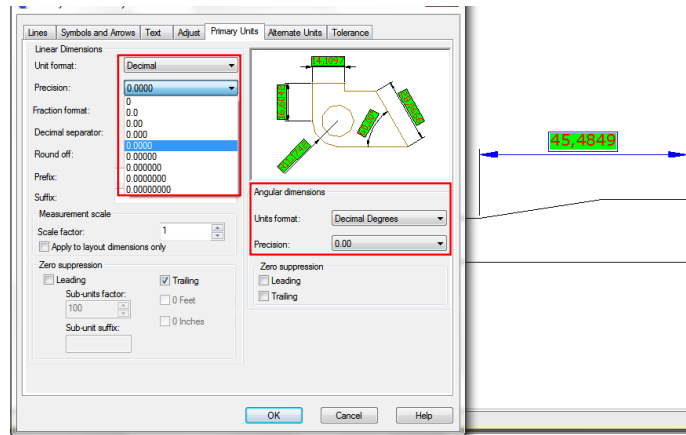 Lines Symbols and Arrows Text Adjust Primary Units Alternate Units Tolerance
Linear Dimensions
Unit format: Decimal
Precision: 0.0000
0
0.0
0.00
0.000
0.0000
0.00000
0.000000
0.0000000
0.00000000
Fraction format:
Decimal separator:
Round off:
Prefix:
Suffix:
Measurement scale
Scale factor: 1
Apply to layout dimensions only
Zero suppression
Leading
Trailing
Sub-units factor:
100
0 Feet
Sub-unit suffix:
0 Inches
14,1097
Angular dimensions
Units format: Decimal Degrees
Precision: 0.00
Zero suppression
Leading
Trailing
OK Cancel Help
45,4849